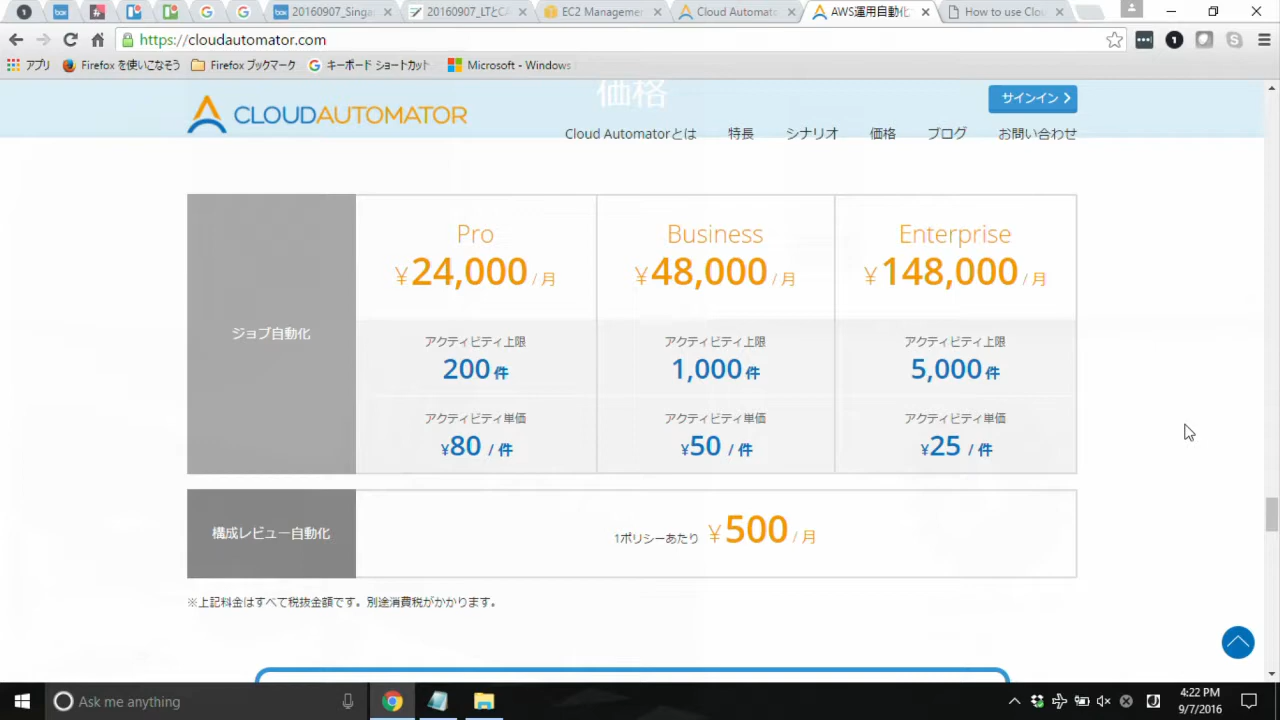 20160907_Singa
20160907_LTとC
EC2 Managemen
Cloud Automato
AWS運用自動化
How to use Clou
https://cloudautomator.com
アプリ
Firefox を使いこなそう
Firefox ブックマーク
キーボード ショートカット
Microsoft - Windows
価格
CLOUDAUTOMATOR
サインイン
Cloud Automatorとは 特長 シナリオ 価格 ブログ お問い合わせ
Pro Business Enterprise
¥24,000 / 月 ¥48,000 / 月 ¥148,000 / 月
ジョブ自動化
アクティビティ上限 アクティビティ上限 アクティビティ上限
200 件 1,000 件 5,000 件
アクティビティ単価 アクティビティ単価 アクティビティ単価
¥80 / 件 ¥50 / 件 ¥25 / 件
構成レビュー自動化
1ポリシーあたり ¥500 / 月
※上記料金はすべて税抜金額です。別途消費税がかかります。
Ask me anything
4:22 PM
9/7/2016